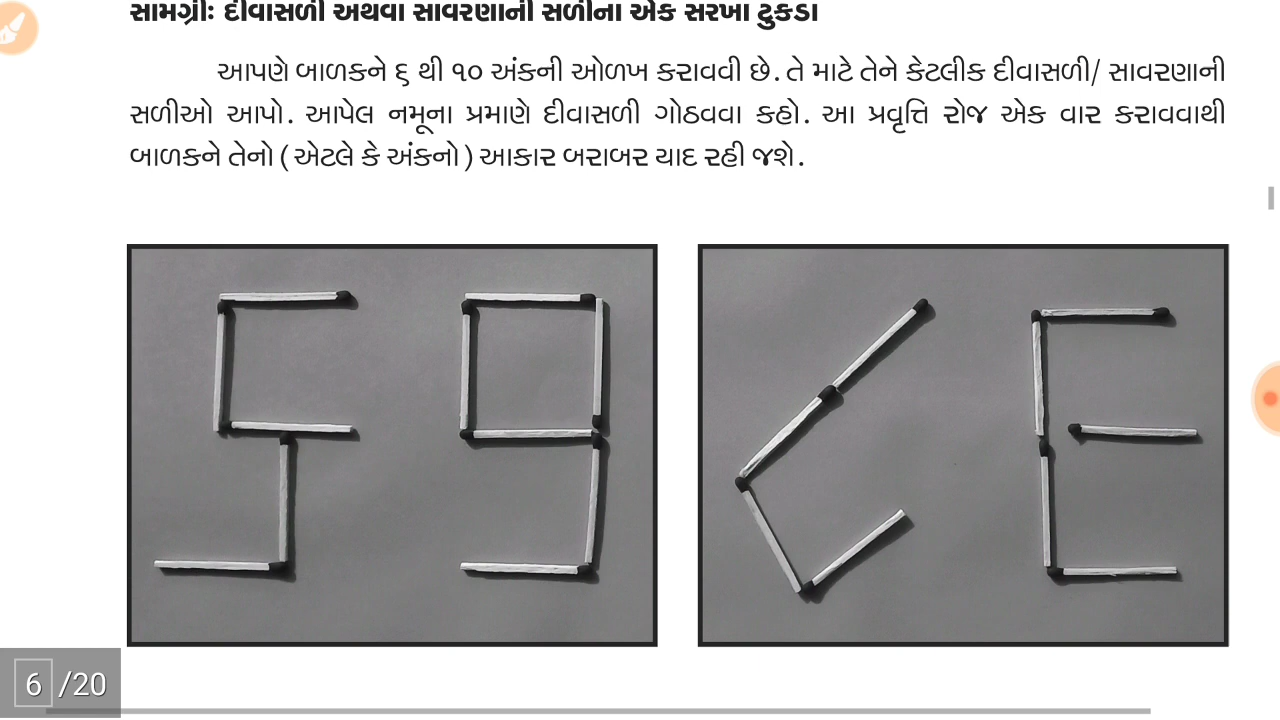 સામગ્રીઃ દીવાસળી અથવા સાવરણાની સળીના એક સરખા ટુકડા
આપણે બાળકને ૬ થી ૧૦ અંકની ઓળખ કરાવવી છે. તે માટે તેને કેટલીક દીવાસળી/ સાવરણાની
સળીઓ આપો. આપેલ નમૂના પ્રમાણે દીવાસળી ગોઠવવા કહો. આ પ્રવૃત્તિ રોજ એક વાર કરાવવાથી
બાળકને તેનો (એટલે કે અંકનો) આકાર બરાબર યાદ રહી જશે.
6 /20